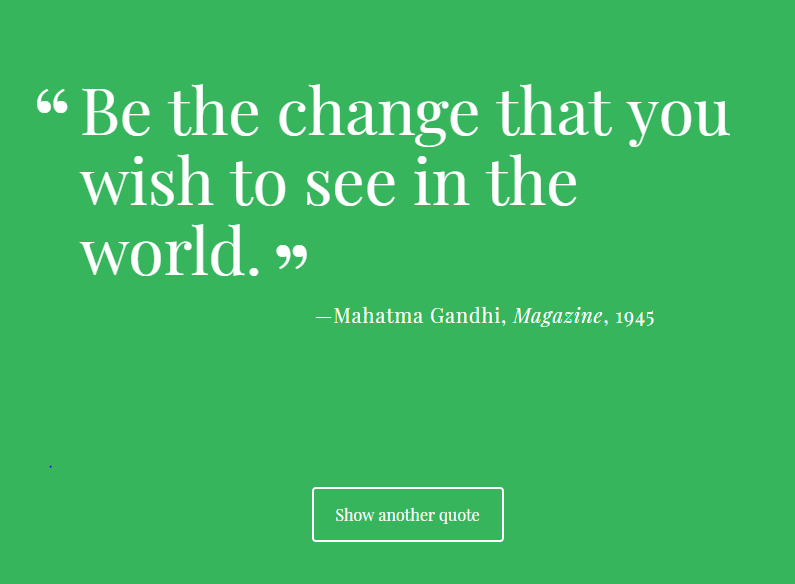 “ Be the change that you
wish to see in the
world. ”
—Mahatma Gandhi, Magazine, 1945
Show another quote